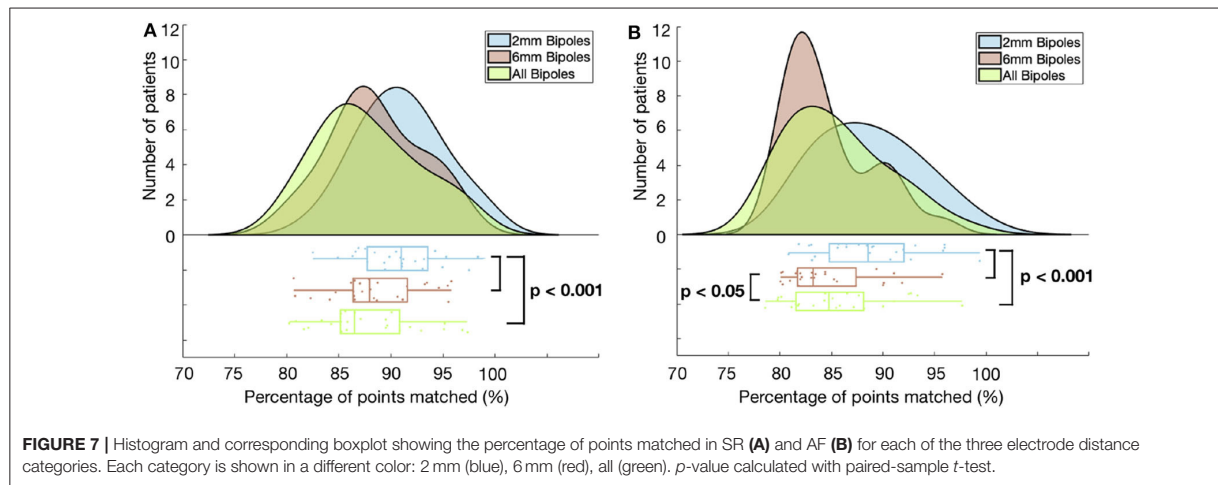 A
12
10
8
6
4
2
0
Number of patients
2mm Bipoles
6mm Bipoles
All Bipoles
p < 0.001
70 75 80 85 90 95 100
Percentage of points matched (%)
B
12
10
8
6
4
2
0
Number of patients
2mm Bipoles
6mm Bipoles
All Bipoles
p < 0.05
p < 0.001
70 75 80 85 90 95 100
Percentage of points matched (%)
FIGURE 7 | Histogram and corresponding boxplot showing the percentage of points matched in SR (A) and AF (B) for each of the three electrode distance
categories. Each category is shown in a different color: 2 mm (blue), 6 mm (red), all (green). p-value calculated with paired-sample t-test.